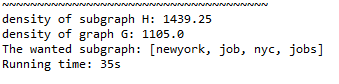 ~~~~~~~~~~~~~~~~~~~~~~~~~~~~~~~~~~~~~~
density of subgraph H: 1439.25
density of graph G: 1105.0
The wanted subgraph: [newyork, job, nyc, jobs]
Running time: 35s